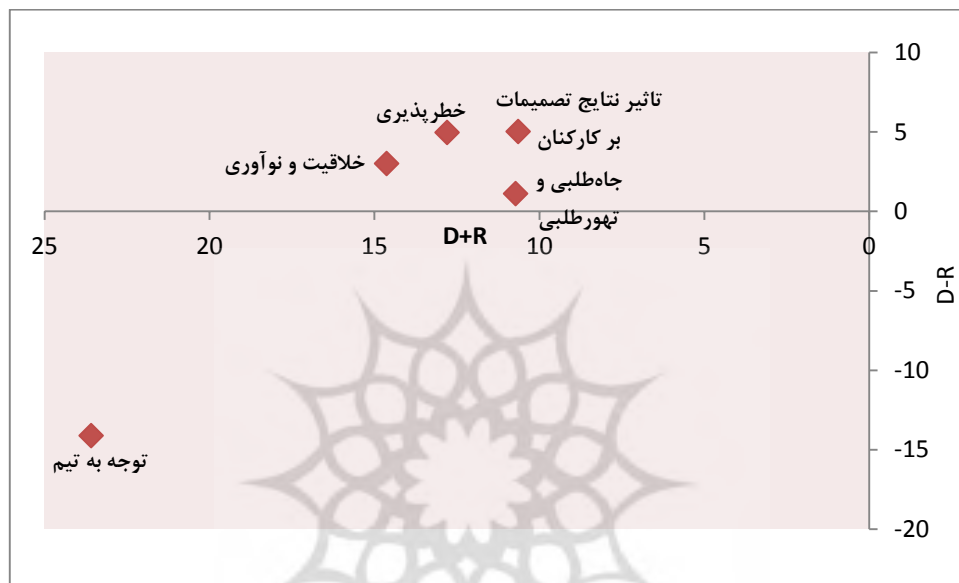 10
تاثیر نتایج تصمیمات
بر کارکنان
خطرپذیری
5
خلاقیت و نوآوری
جاه‌طلبی و
تهورطلبی
0
0
5
10
15
20
25
D+R
D-R
-5
-10
-15
-20
توجه به تیم